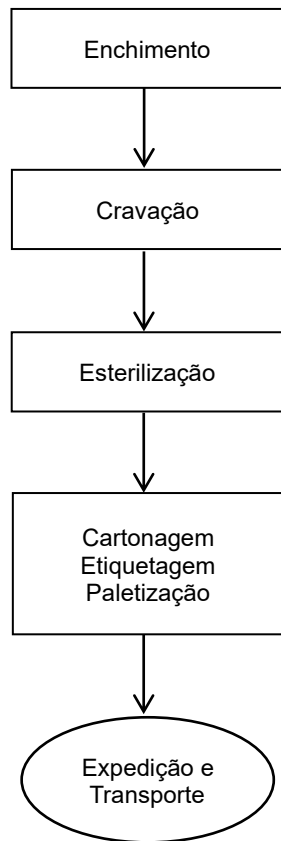 Enchimento
Cravação
Esterilização
Cartonagem
Etiquetagem
Paletização
Expedição e
Transporte